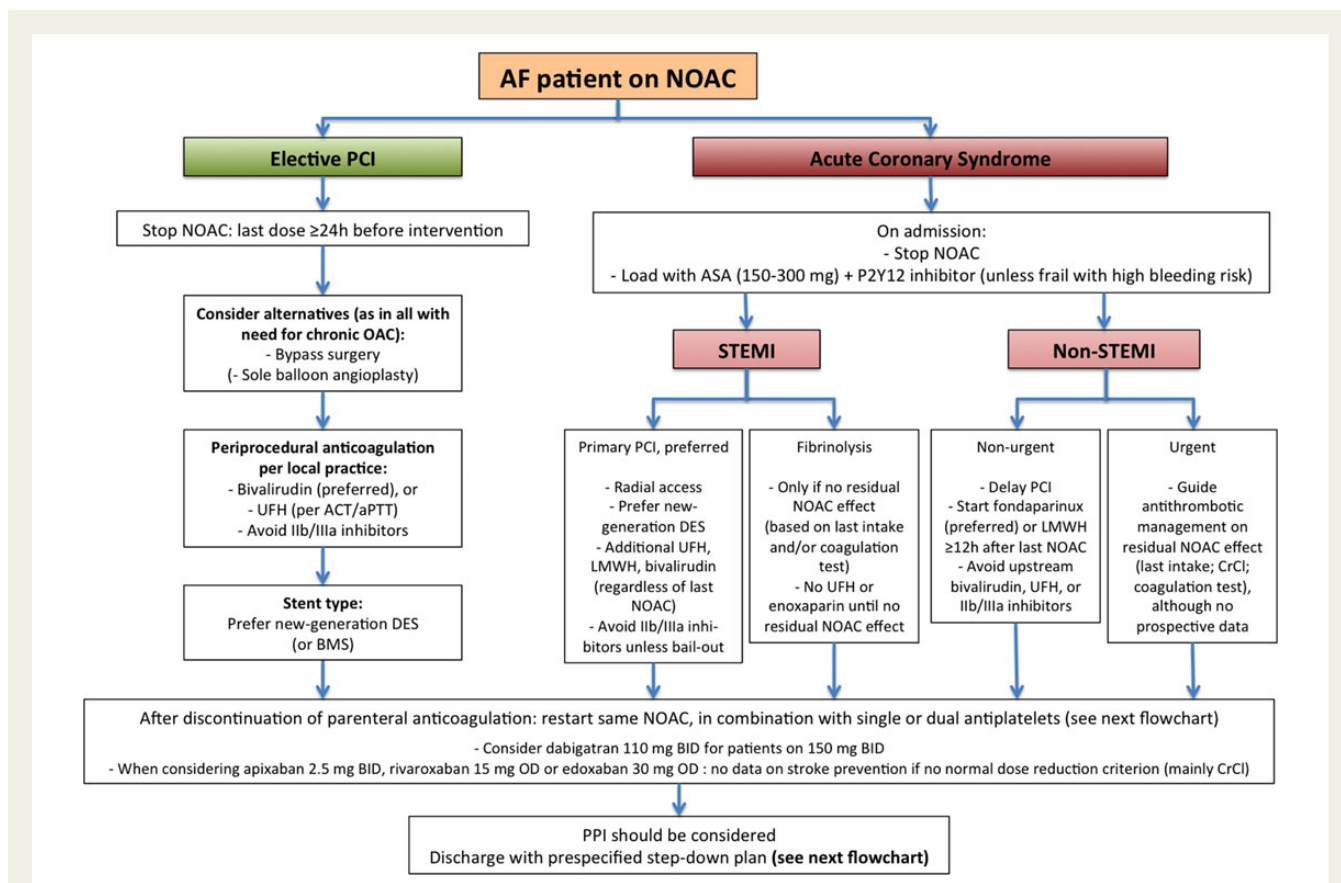 AF patient on NOAC
Elective PCI
Acute Coronary Syndrome
Stop NOAC: last dose ≥24h before intervention
On admission:
- Stop NOAC
- Load with ASA (150-300 mg) + P2Y12 inhibitor (unless frail with high bleeding risk)
Consider alternatives (as in all with
need for chronic OAC):
- Bypass surgery
(- Sole balloon angioplasty)
STEMI
Non-STEMI
Periprocedural anticoagulation
per local practice:
- Bivalirudin (preferred), or
- UFH (per ACT/aPTT)
- Avoid IIb/IIIa inhibitors
Primary PCI, preferred
- Radial access
- Prefer new-
generation DES
- Additional UFH,
LMWH, bivalirudin
(regardless of last
NOAC)
- Avoid IIb/IIIa inhi-
bitors unless bail-out
Fibrinolysis
- Only if no residual
NOAC effect
(based on last intake
and/or coagulation
test)
- No UFH or
enoxaparin until no
residual NOAC effect
Non-urgent
- Delay PCI
- Start fondaparinux
(preferred) or LMWH
≥12h after last NOAC
- Avoid upstream
bivalirudin, UFH, or
IIb/IIIa inhibitors
Urgent
- Guide
antithrombotic
management on
residual NOAC effect
(last intake; CrCl;
coagulation test),
although no
prospective data
Stent type:
Prefer new-generation DES
(or BMS)
After discontinuation of parenteral anticoagulation: restart same NOAC, in combination with single or dual antiplatelets (see next flowchart)
- Consider dabigatran 110 mg BID for patients on 150 mg BID
- When considering apixaban 2.5 mg BID, rivaroxaban 15 mg OD or edoxaban 30 mg OD : no data on stroke prevention if no normal dose reduction criterion (mainly CrCl)
PPI should be considered
Discharge with prespecified step-down plan (see next flowchart)